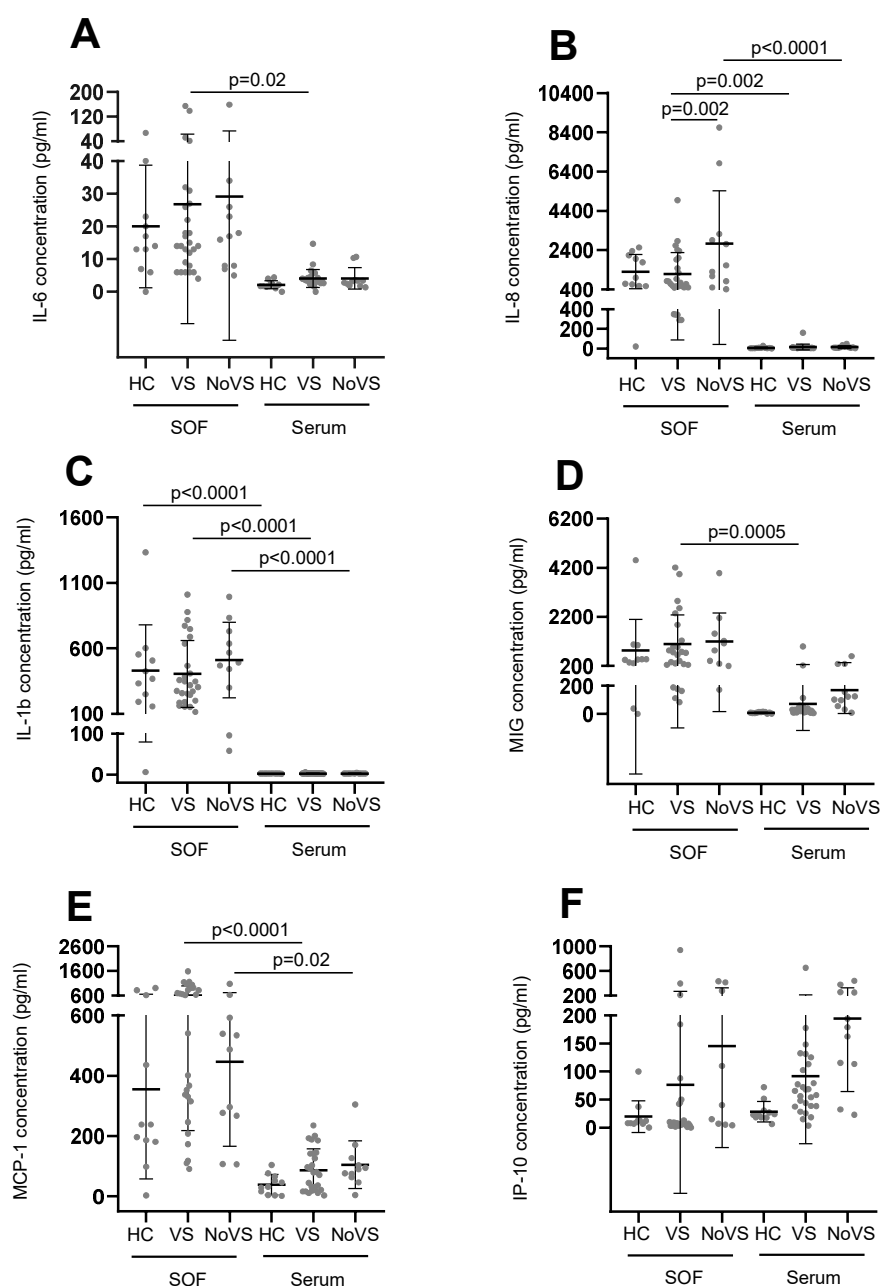 A
IL-6 concentration (pg/ml)
p=0.02
200
120
40
40
30
20
10
0
HC VS NoVS HC VS NoVS
SOF Serum
B
IL-8 concentration (pg/ml)
p<0.0001
p=0.002
p=0.002
10400
8400
6400
4400
2400
400
400
200
0
HC VS NoVS HC VS NoVS
SOF Serum
C
IL-1b concentration (pg/ml)
p<0.0001
p<0.0001
p<0.0001
1600
1100
600
100
100
0
HC VS NoVS HC VS NoVS
SOF Serum
D
MIG concentration (pg/ml)
p=0.0005
6200
4200
2200
200
200
0
HC VS NoVS HC VS NoVS
SOF Serum
E
MCP-1 concentration (pg/ml)
p<0.0001
p=0.02
2600
1600
600
600
400
200
0
HC VS NoVS HC VS NoVS
SOF Serum
F
IP-10 concentration (pg/ml)
1000
600
200
200
150
100
50
0
HC VS NoVS HC VS NoVS
SOF Serum